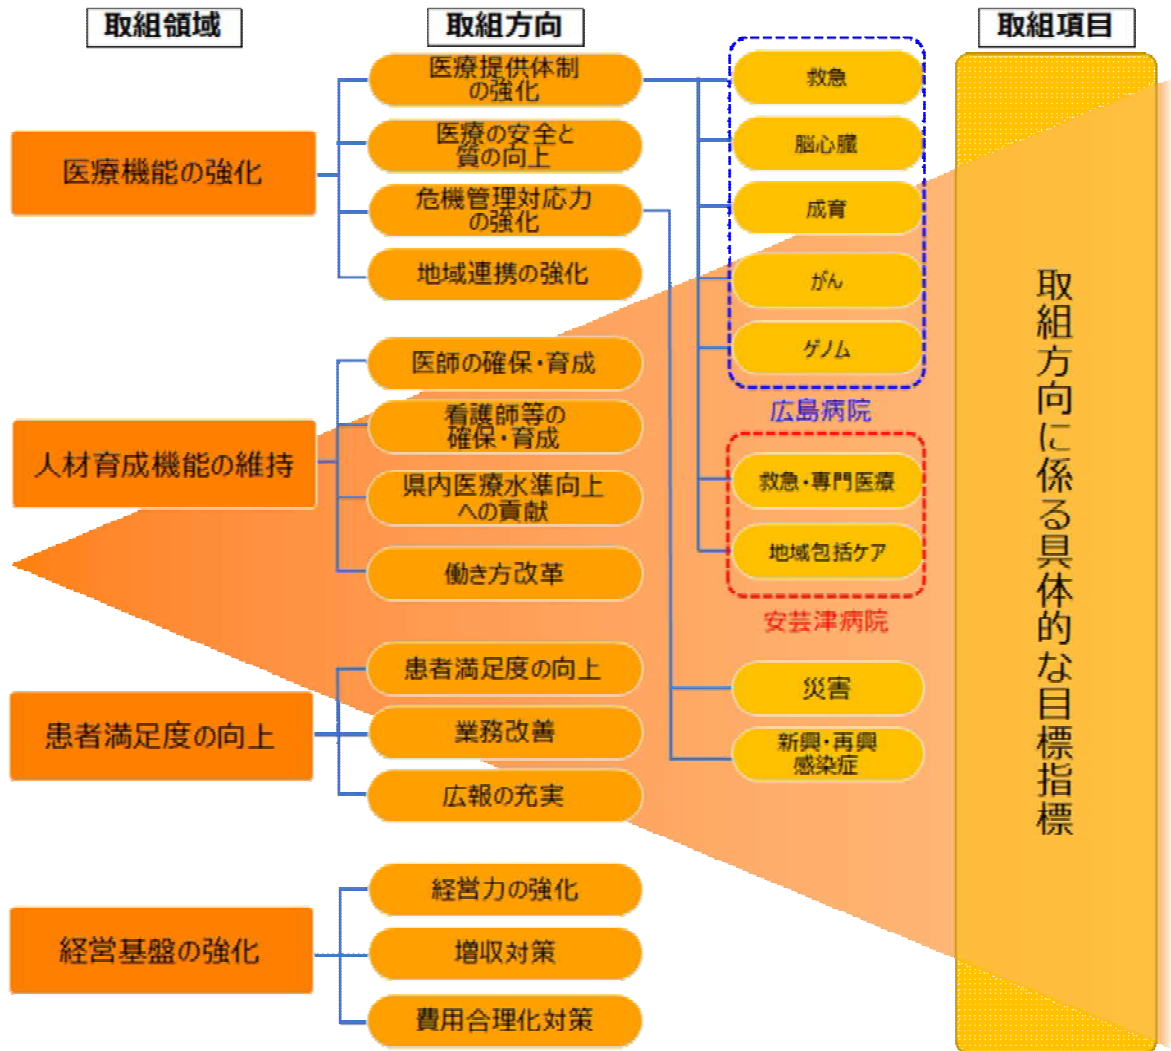 取組領域
取組方向
取組項目
医療機能の強化
医療提供体制
の強化
医療の安全と
質の向上
危機管理対応力
の強化
地域連携の強化
救急
脳心臓
成育
がん
ゲノム
広島病院
救急・専門医療
地域包括ケア
安芸津病院
災害
新興・再興
感染症
人材育成機能の維持
医師の確保・育成
看護師等の
確保・育成
県内医療水準向上
への貢献
働き方改革
患者満足度の向上
患者満足度の向上
業務改善
広報の充実
経営基盤の強化
経営力の強化
増収対策
費用合理化対策
取組方向に係る具体的な目標指標